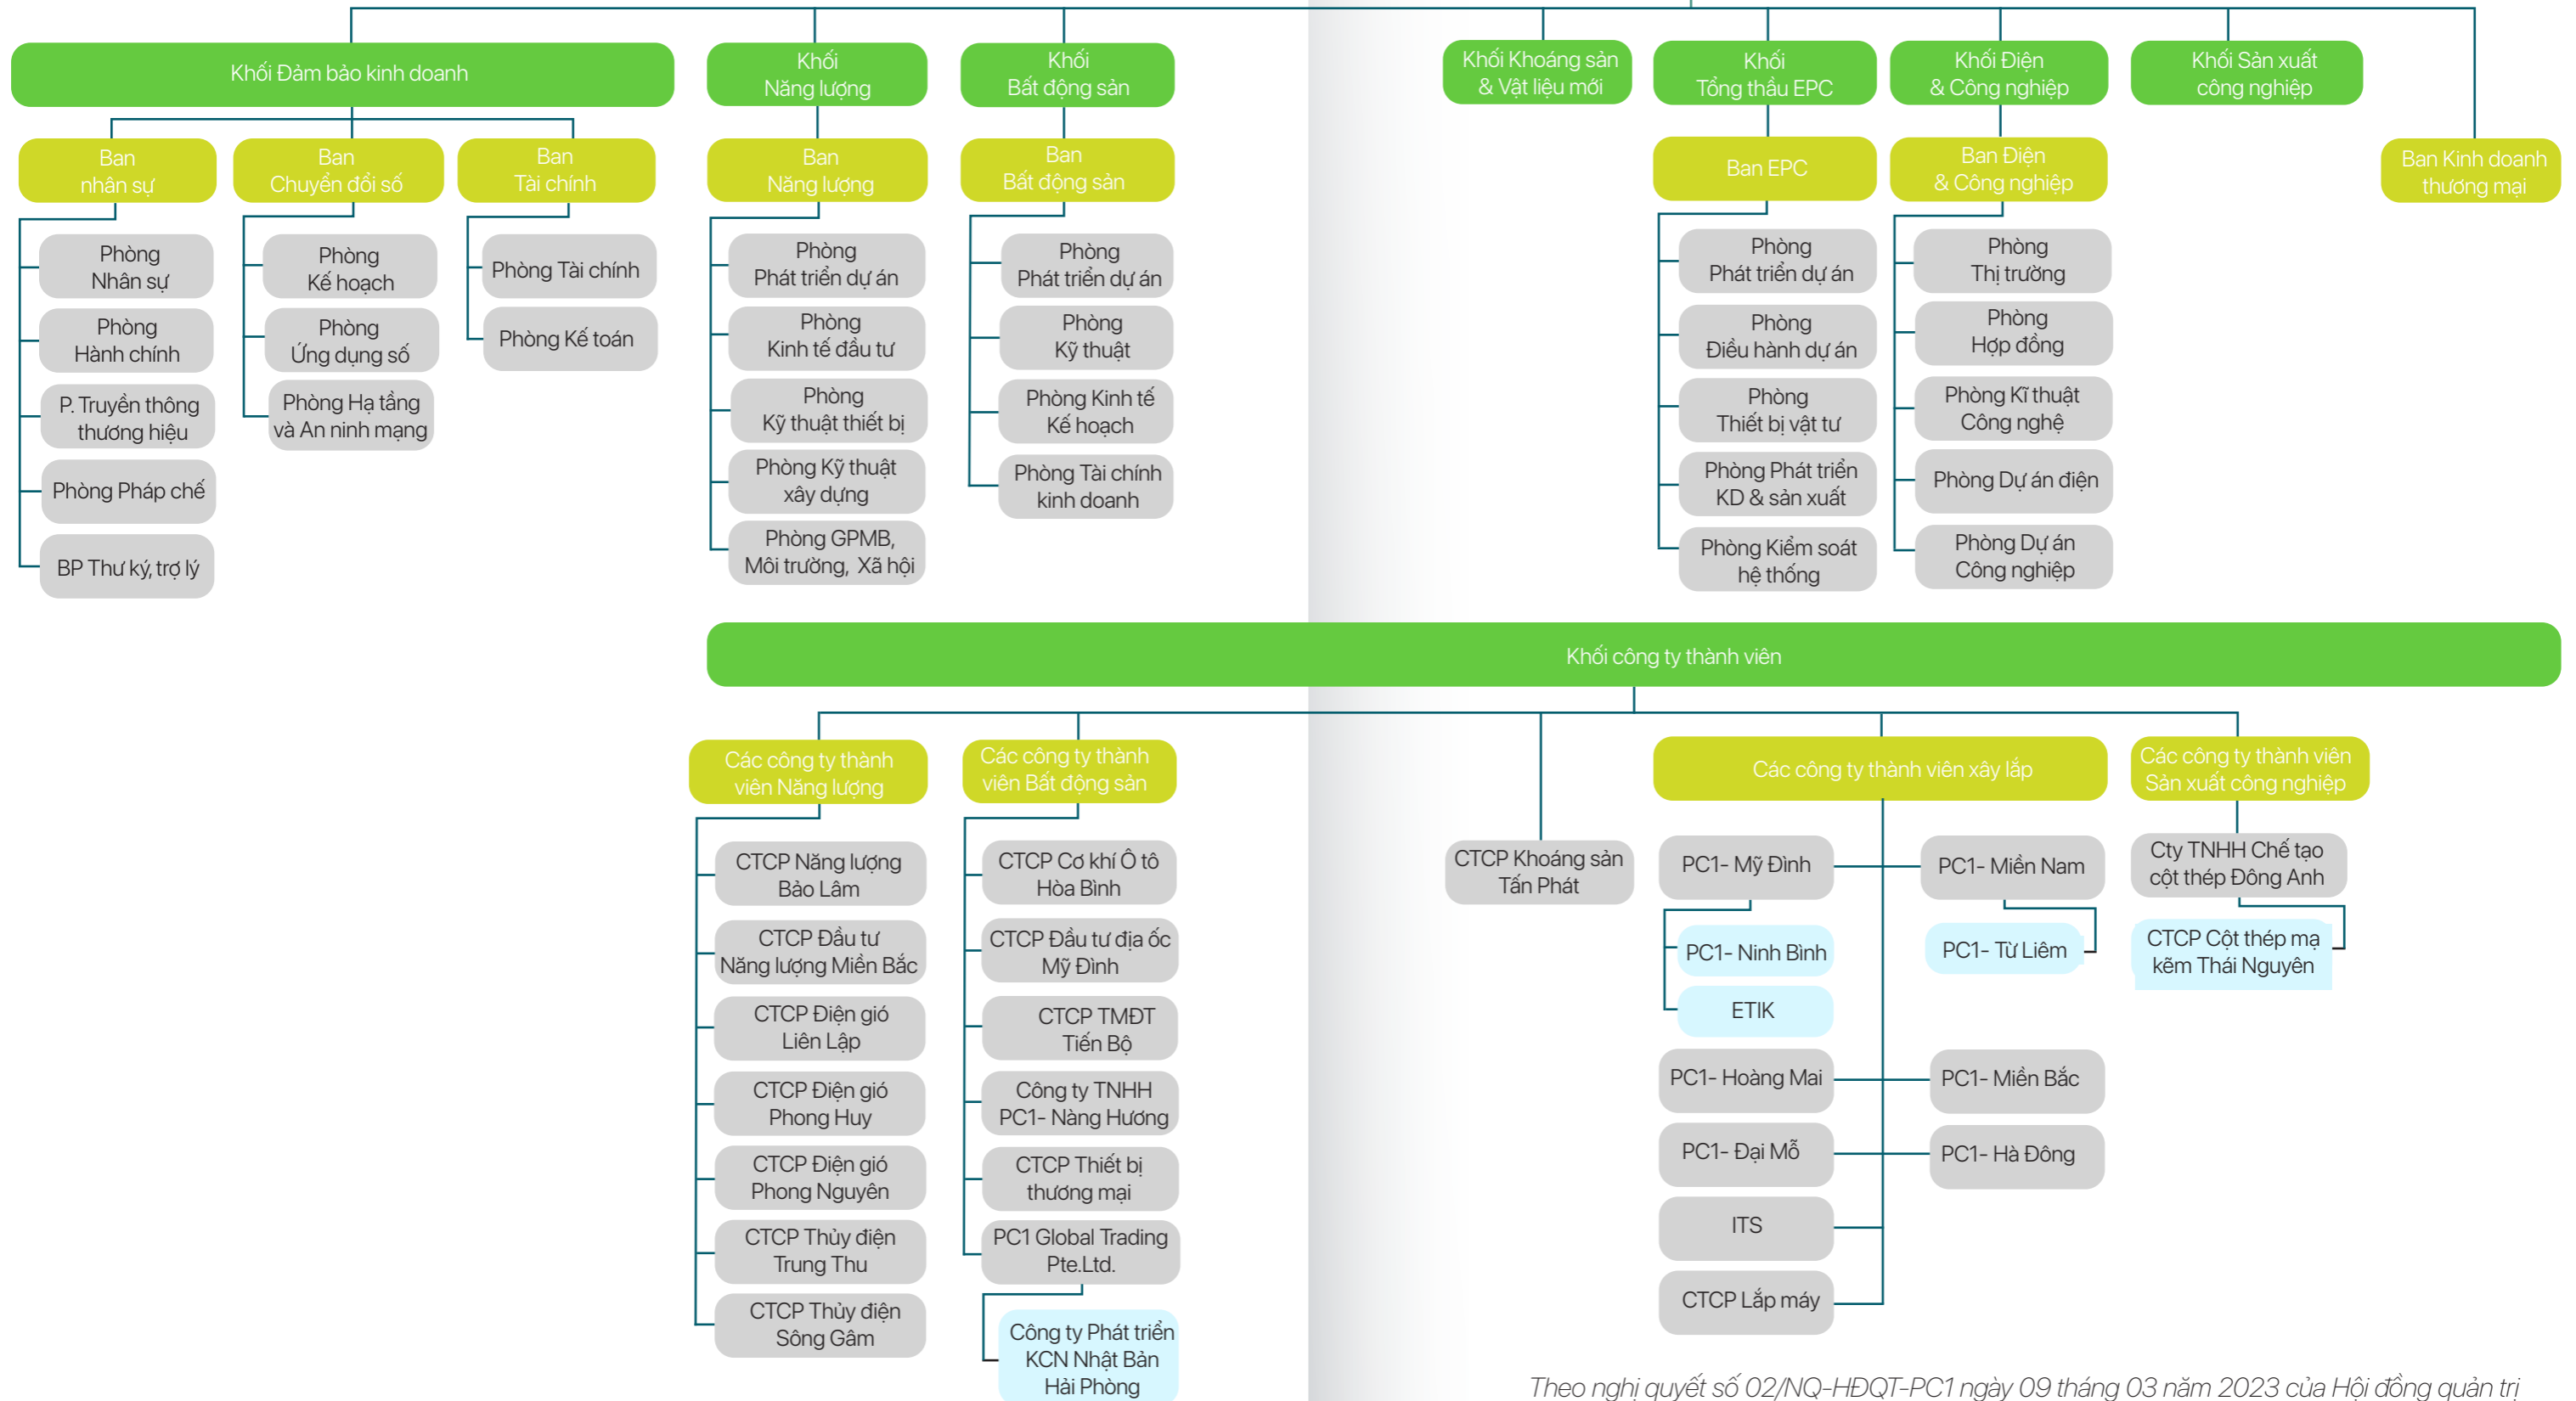 Khối Đảm bảo kinh doanh
Khối
Năng lượng
Khối
Bất động sản
Khối Khoáng sản
& Vật liệu mới
Khối
Tổng thầu EPC
Khối Điện
& Công nghiệp
Khối Sản xuất
công nghiệp
Ban
nhân sự
Ban
Chuyển đổi số
Ban
Tài chính
Ban
Năng lượng
Ban
Bất động sản
Ban EPC
Ban Điện
& Công nghiệp
Ban Kinh doanh
thương mại
Phòng
Nhân sự
Phòng
Hành chính
P. Truyền thông
thương hiệu
Phòng Pháp chế
BP Thư ký, trợ lý
Phòng
Kế hoạch
Phòng
Ứng dụng số
Phòng Hạ tầng
và An ninh mạng
Phòng Tài chính
Phòng Kế toán
Phòng
Phát triển dự án
Phòng
Kinh tế đầu tư
Phòng
Kỹ thuật thiết bị
Phòng Kỹ thuật
xây dựng
Phòng GPMB,
Môi trường, Xã hội
Phòng
Phát triển dự án
Phòng
Kỹ thuật
Phòng Kinh tế
Kế hoạch
Phòng Tài chính
kinh doanh
Phòng
Phát triển dự án
Phòng
Điều hành dự án
Phòng
Thiết bị vật tư
Phòng Phát triển
KD & sản xuất
Phòng Kiểm soát
hệ thống
Phòng
Thị trường
Phòng
Hợp đồng
Phòng Kĩ thuật
Công nghệ
Phòng Dự án điện
Phòng Dự án
Công nghiệp
Khối công ty thành viên
Các công ty thành
viên Năng lượng
Các công ty thành
viên Bất động sản
Các công ty thành viên xây lắp
Các công ty thành viên
Sản xuất công nghiệp
CTCP Năng lượng
Bảo Lâm
CTCP Đầu tư
Năng lượng Miền Bắc
CTCP Điện gió
Liên Lập
CTCP Điện gió
Phong Huy
CTCP Điện gió
Phong Nguyên
CTCP Thủy điện
Trung Thu
CTCP Thủy điện
Sông Gâm
CTCP Cơ khí Ô tô
Hòa Bình
CTCP Đầu tư địa ốc
Mỹ Đình
CTCP TMĐT
Tiến Bộ
Công ty TNHH
PC1- Nàng Hương
CTCP Thiết bị
thương mại
PC1 Global Trading
Pte.Ltd.
Công ty Phát triển
KCN Nhật Bản
Hải Phòng
CTCP Khoáng sản
Tấn Phát
PC1- Mỹ Đình
PC1- Ninh Bình
ETIK
PC1- Hoàng Mai
PC1- Đại Mỗ
ITS
CTCP Lắp máy
PC1- Miền Nam
PC1- Từ Liêm
PC1- Miền Bắc
PC1- Hà Đông
Cty TNHH Chế tạo
cột thép Đông Anh
CTCP Cột thép mạ
kẽm Thái Nguyên
Theo nghị quyết số 02/NQ-HĐQT-PC1 ngày 09 tháng 03 năm 2023 của Hội đồng quản trị